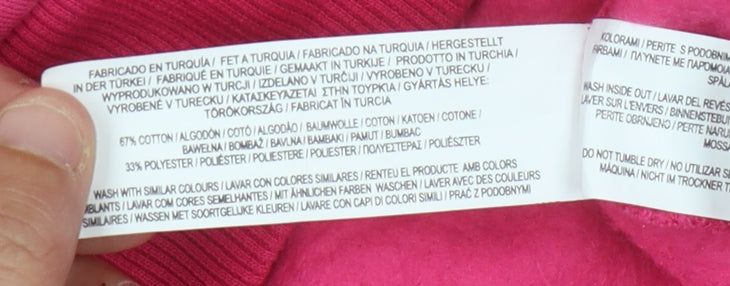 FABRICADO EN TURQUÍA / FET A TURQUIA / FABRICADO NA TURQUIA / HERGESTELLT
IN DER TÜRKEI / FABRIQUÉ EN TURQUIE / GEMAAKT IN TURKIJE / PRODOTTO IN TURCHIA /
WYPRODUKOWANO W TURCJI / IZDELANO V TURČIJI / VYROBENO V TURECKU /
VYROBENÉ V TURECKU / ΚΑΤΑΣΚΕΥΑΖΕΤΑΙ ΣΤΗΝ ΤΟΥΡΚΙΑ / GYÁRTÁS HELYE:
TÖRÖKORSZÁG / FABRICAT ÎN TURCIA
67% COTTON / ALGODÓN / COTÓ / ALGODÃO / BAUMWOLLE / COTON / KATOEN / COTONE /
BAWEŁNA / BOMBAŽ / BAVLNA / ΒΑΜΒΑΚΙ / PAMUT / BUMBAC
33% POLYESTER / POLIÉSTER / POLIESTERE / POLIESTER / ΠΟΛΥΕΣΤΕΡΑΣ / POLIÉSZTER
WASH WITH SIMILAR COLOURS / LAVAR CON COLORES SIMILARES / RENTEU EL PRODUCTE AMB COLORS
MBLANTS / LAVAR COM CORES SEMELHANTES / MIT ÄHNLICHEN FARBEN WASCHEN / LAVER AVEC DES COULEURS
SIMILAIRES / WASSEN MET SOORTGELIJKE KLEUREN / LAVARE CON CAPI DI COLORI SIMILI / PRAĆ Z PODOBNYMI
KOLORAMI / PERITE S PODOBNIM
ΠΛΥΝΕΤΕ ΜΕ ΠΑΡΟΜΟΙΑ
WASH INSIDE OUT / LAVAR DEL REVÉS
LAVER SUR L'ENVERS / BINNENSTEBU
PERITE OBRNJENO / PERTE NARU
MOSSA
DO NOT TUMBLE DRY / NO UTILIZAR S
MÁQUINA / NICHT IM TROCKNER T